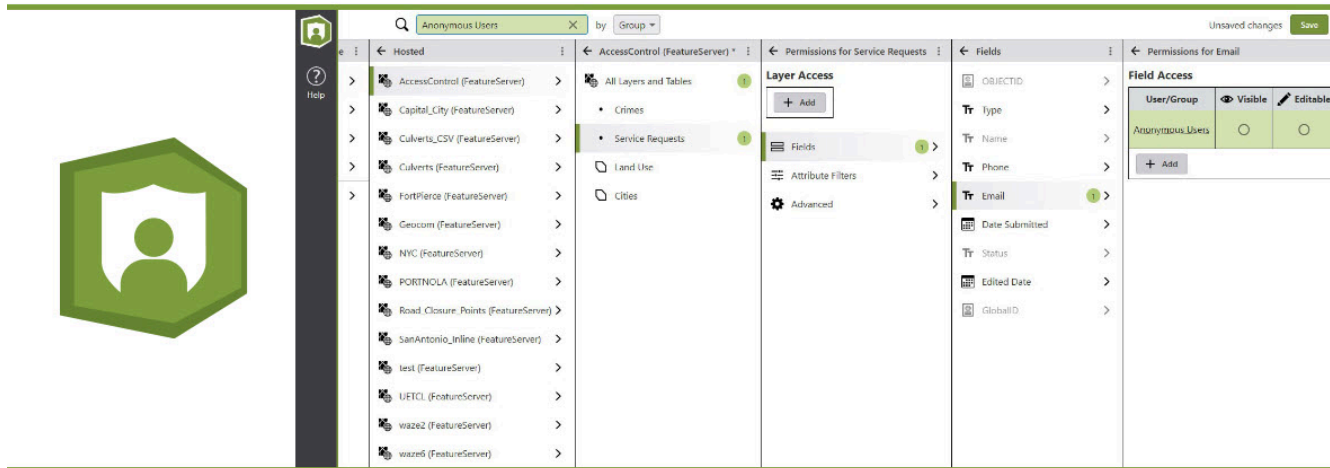 Anonymous Users
by
Group
Unsaved changes
Save
Help
e
Hosted
AccessControl (FeatureServer)
Capital_City (FeatureServer)
Culverts_CSV (FeatureServer)
Culverts (FeatureServer)
FortPierce (FeatureServer)
Geocom (FeatureServer)
NYC (FeatureServer)
PORTNOLA (FeatureServer)
Road_Closure_Points (FeatureServer)
SanAntonio_Inline (FeatureServer)
test (FeatureServer)
UETCL (FeatureServer)
waze2 (FeatureServer)
waze6 (FeatureServer)
AccessControl (FeatureServer) *
All Layers and Tables 1
Crimes
Service Requests 1
Land Use
Cities
Permissions for Service Requests
Layer Access
+ Add
Fields 1
Attribute Filters
Advanced
Fields
OBJECTID
Type
Name
Phone
Email 1
Date Submitted
Status
Edited Date
GlobalID
Permissions for Email
Field Access
User/Group Visible Editable
Anonymous Users
+ Add